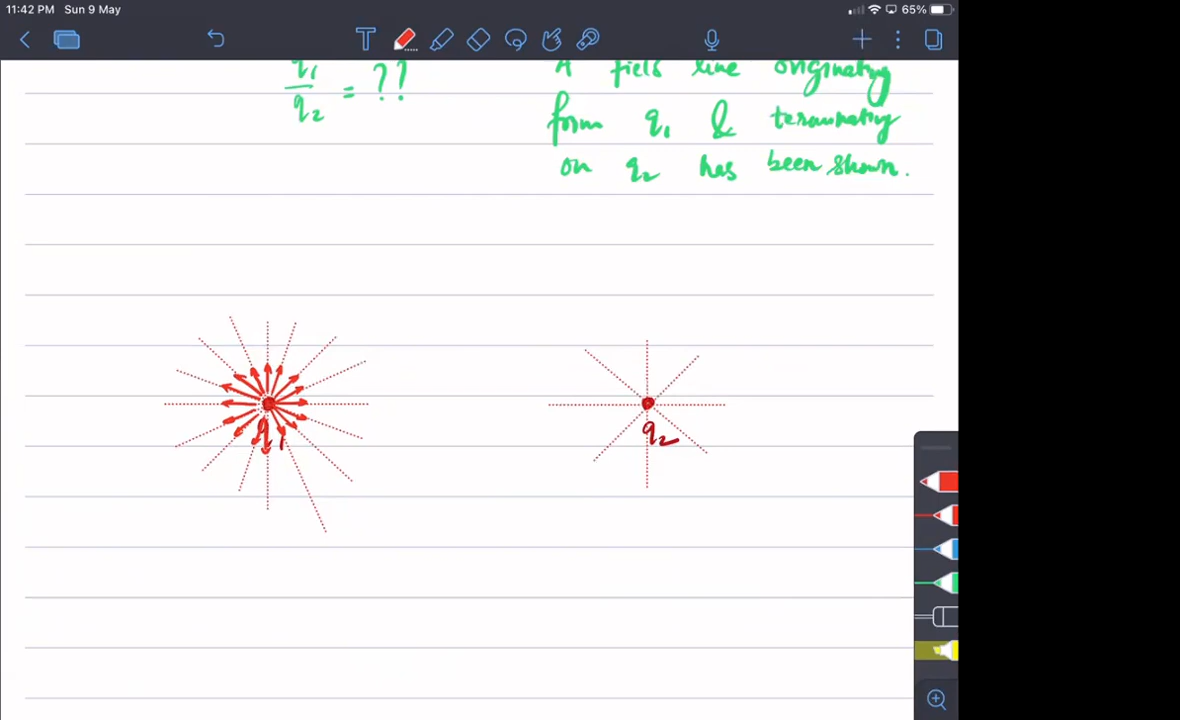 11:42 PM Sun 9 May 65%
q₁/q₂ = ??
A field line originating
form q₁ & terminating
on q₂ has been shown.
q₁
q₂